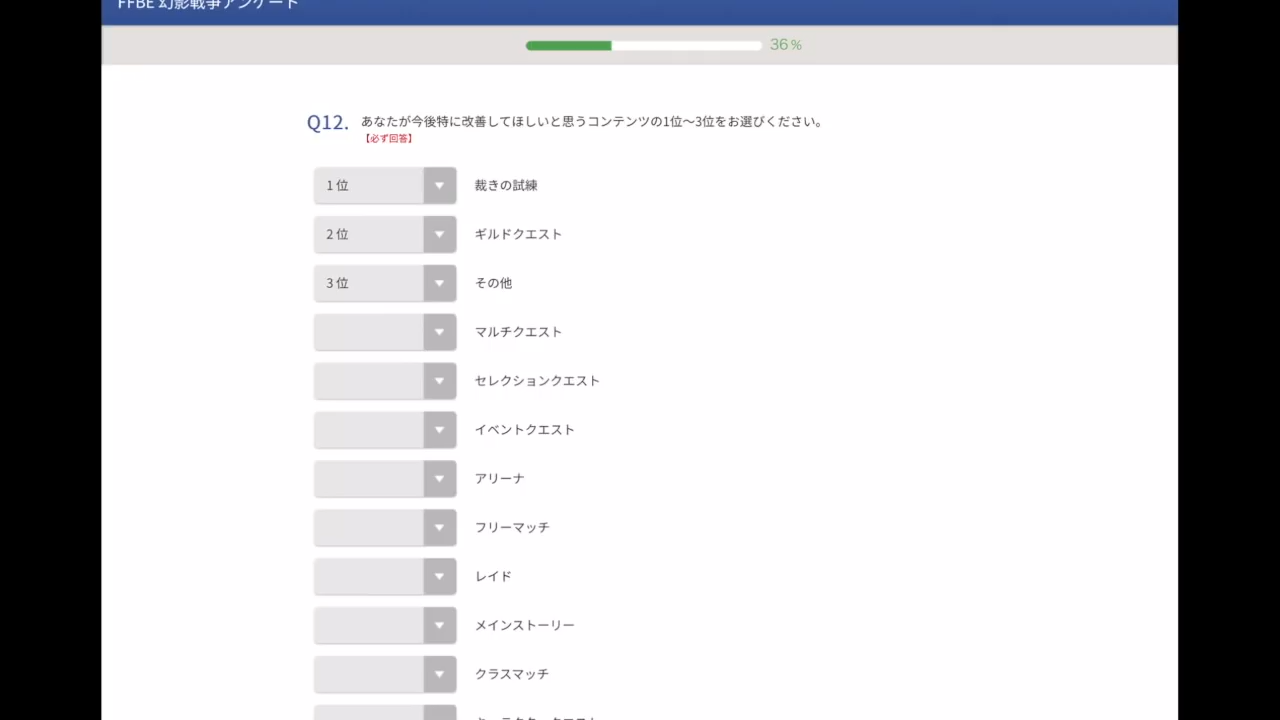 FFBE 幻影戦争アンケート
36%
Q12. あなたが今後特に改善してほしいと思うコンテンツの1位〜3位をお選びください。
【必ず回答】
1位 裁きの試練
2位 ギルドクエスト
3位 その他
マルチクエスト
セレクションクエスト
イベントクエスト
アリーナ
フリーマッチ
レイド
メインストーリー
クラスマッチ